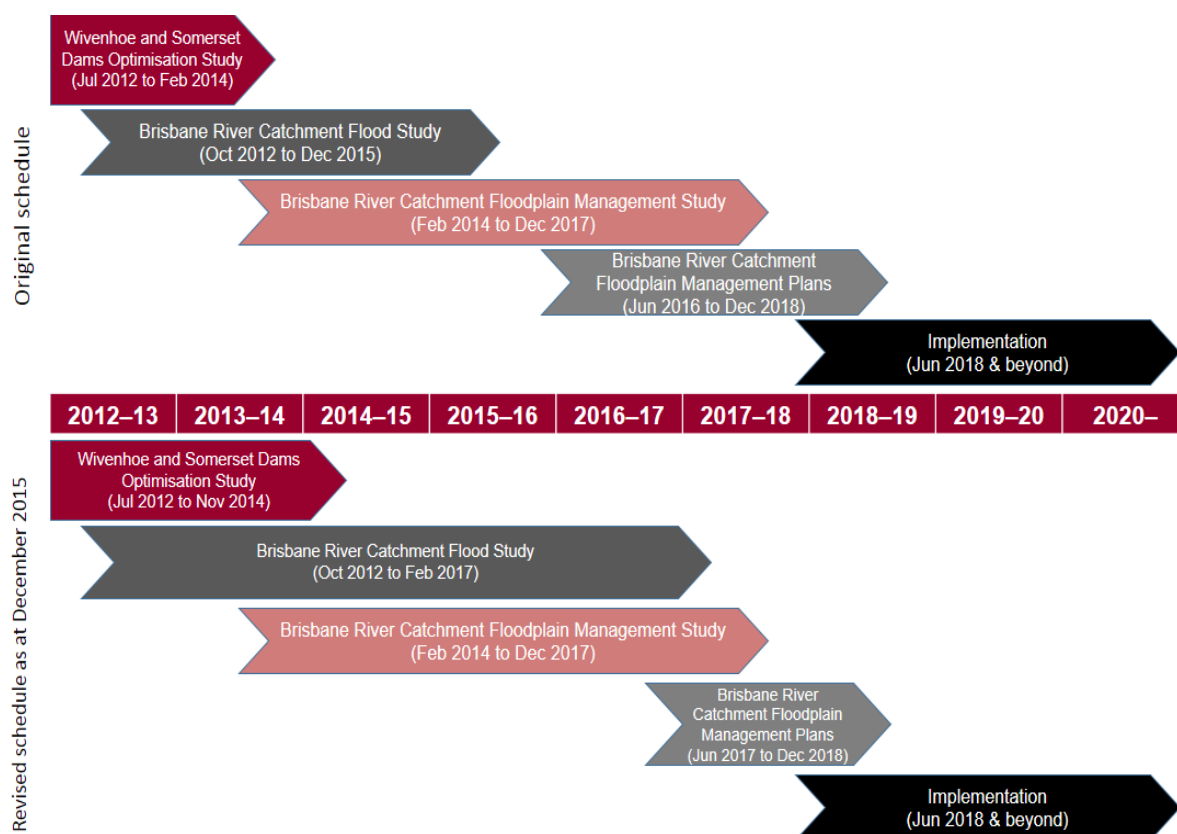 Original schedule
Wivenhoe and Somerset
Dams Optimisation Study
(Jul 2012 to Feb 2014)
Brisbane River Catchment Flood Study
(Oct 2012 to Dec 2015)
Brisbane River Catchment Floodplain Management Study
(Feb 2014 to Dec 2017)
Brisbane River Catchment
Floodplain Management Plans
(Jun 2016 to Dec 2018)
Implementation
(Jun 2018 & beyond)
2012–13 2013–14 2014–15 2015–16 2016–17 2017–18 2018–19 2019–20 2020–
Revised schedule as at December 2015
Wivenhoe and Somerset Dams
Optimisation Study
(Jul 2012 to Nov 2014)
Brisbane River Catchment Flood Study
(Oct 2012 to Feb 2017)
Brisbane River Catchment Floodplain Management Study
(Feb 2014 to Dec 2017)
Brisbane River
Catchment Floodplain
Management Plans
(Jun 2017 to Dec 2018)
Implementation
(Jun 2018 & beyond)